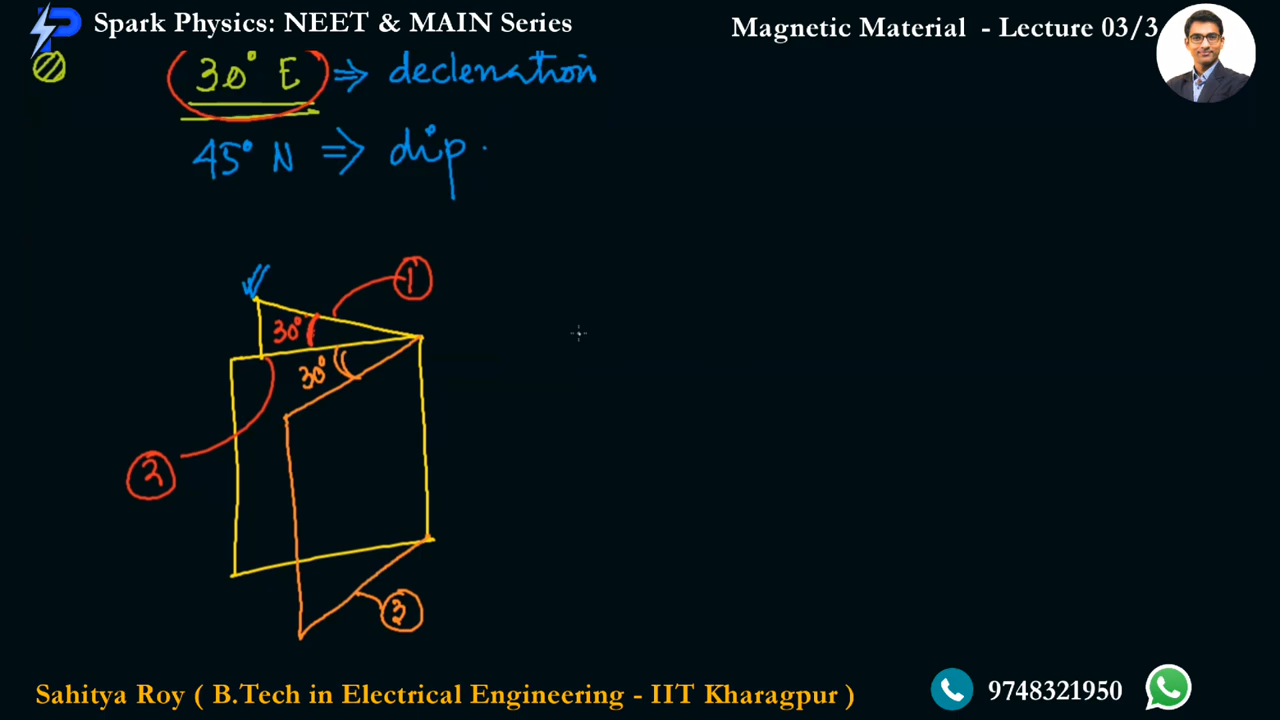 Spark Physics: NEET & MAIN Series
Magnetic Material - Lecture 03/3
30° E ⇒ declenation
45° N ⇒ dip.
1
30°
30°
2
3
Sahitya Roy ( B.Tech in Electrical Engineering - IIT Kharagpur )
9748321950